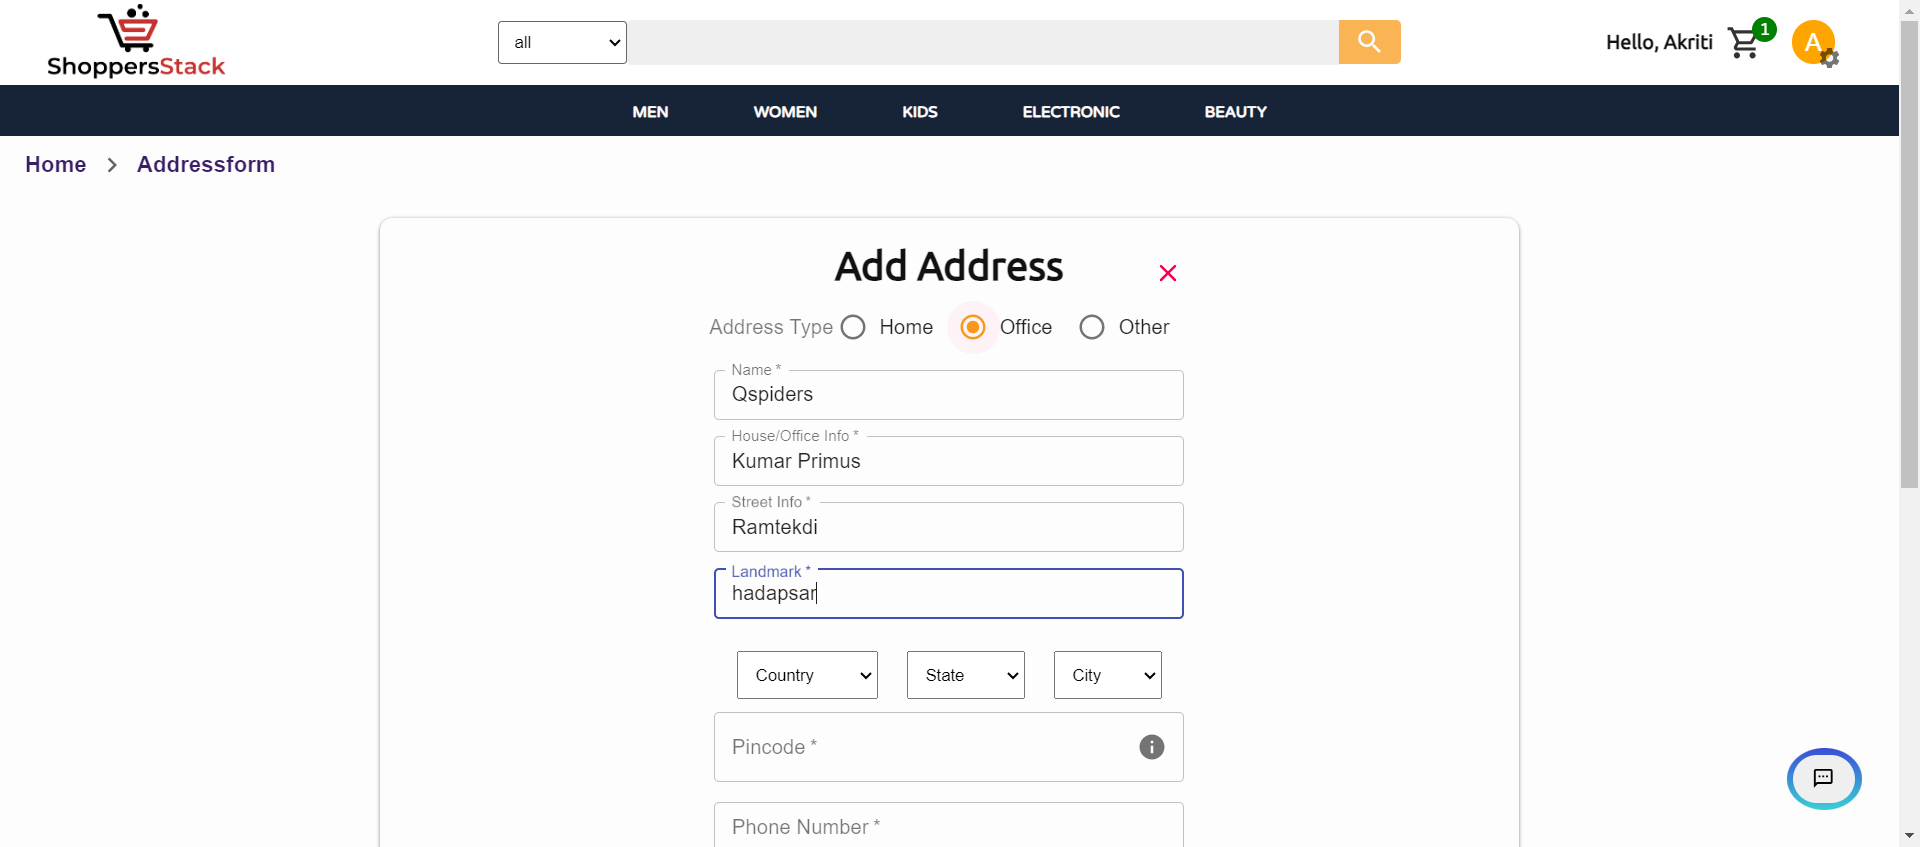 ShoppersStack
all
Hello, Akriti
1
A
MEN WOMEN KIDS ELECTRONIC BEAUTY
Home > Addressform
Add Address
Address Type Home Office Other
Name *
Qspiders
House/Office Info *
Kumar Primus
Street Info *
Ramtekdi
Landmark *
hadapsar
Country State City
Pincode *
Phone Number *